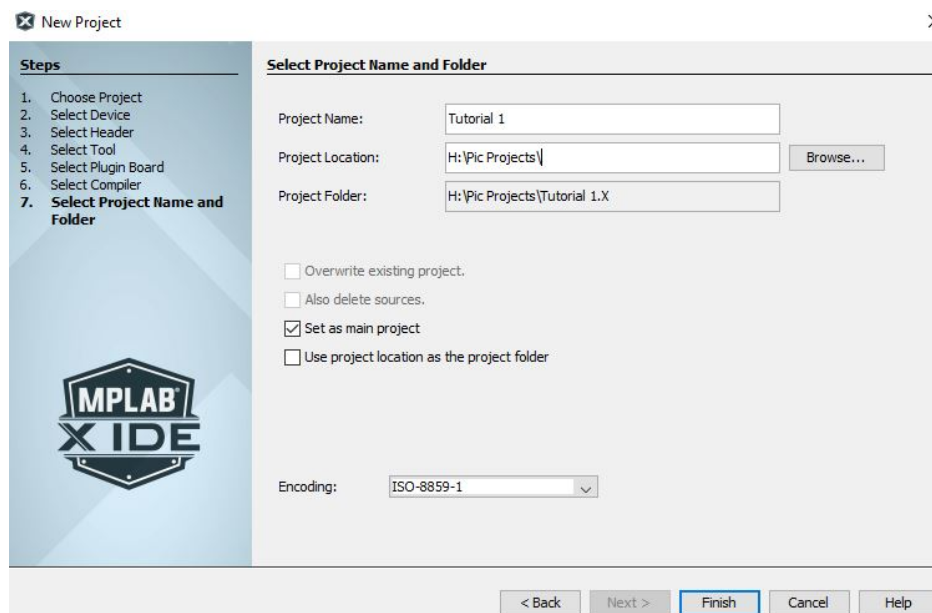 New Project
Steps
1. Choose Project
2. Select Device
3. Select Header
4. Select Tool
5. Select Plugin Board
6. Select Compiler
7. Select Project Name and
Folder
MPLAB
X IDE
Select Project Name and Folder
Project Name: Tutorial 1
Project Location: H:\Pic Projects\ Browse...
Project Folder: H:\Pic Projects\Tutorial 1.X
Overwrite existing project.
Also delete sources.
Set as main project
Use project location as the project folder
Encoding: ISO-8859-1
< Back Next > Finish Cancel Help